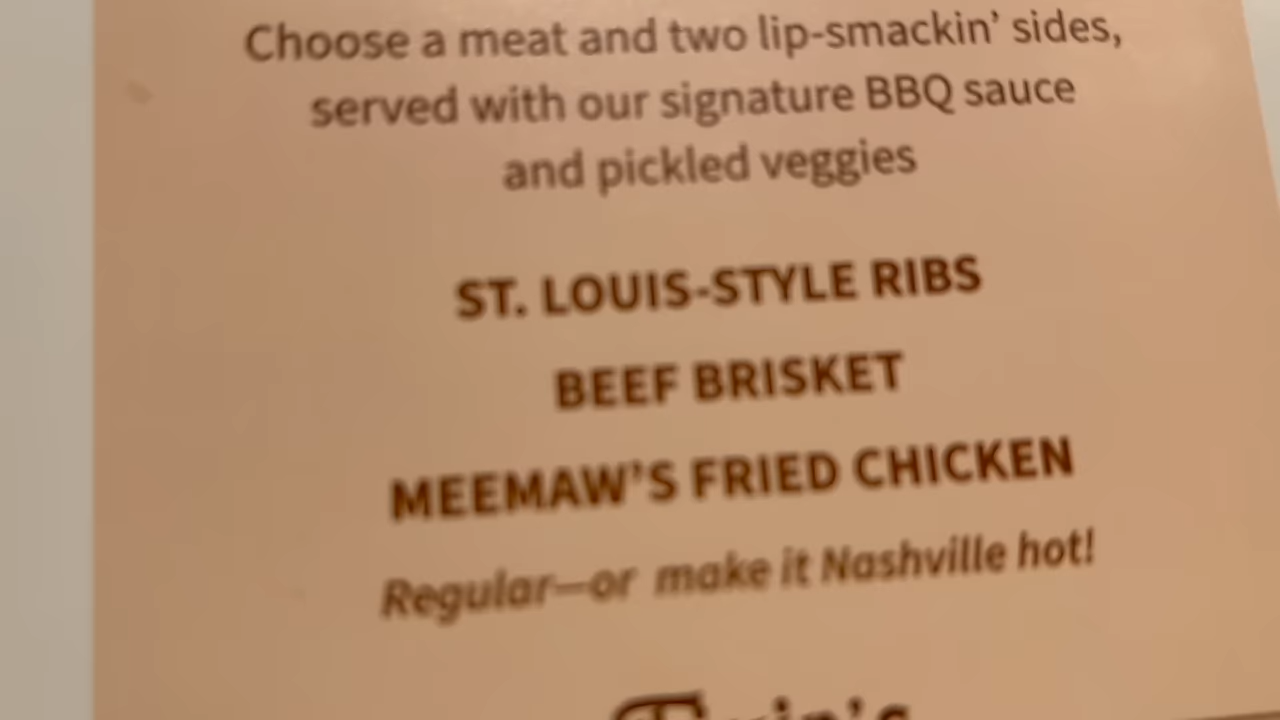 Choose a meat and two lip-smackin’ sides,
served with our signature BBQ sauce
and pickled veggies
ST. LOUIS-STYLE RIBS
BEEF BRISKET
MEEMAW’S FRIED CHICKEN
Regular—or make it Nashville hot!